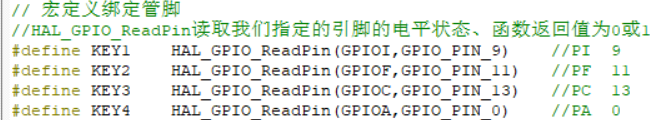 // 宏定义绑定管脚
//HAL_GPIO_ReadPin读取我们指定的引脚的电平状态、函数返回值为0或1
#define KEY1    HAL_GPIO_ReadPin(GPIOI,GPIO_PIN_9)    //PI  9
#define KEY2    HAL_GPIO_ReadPin(GPIOF,GPIO_PIN_11)   //PF  11
#define KEY3    HAL_GPIO_ReadPin(GPIOC,GPIO_PIN_13)   //PC  13
#define KEY4    HAL_GPIO_ReadPin(GPIOA,GPIO_PIN_0)    //PA  0